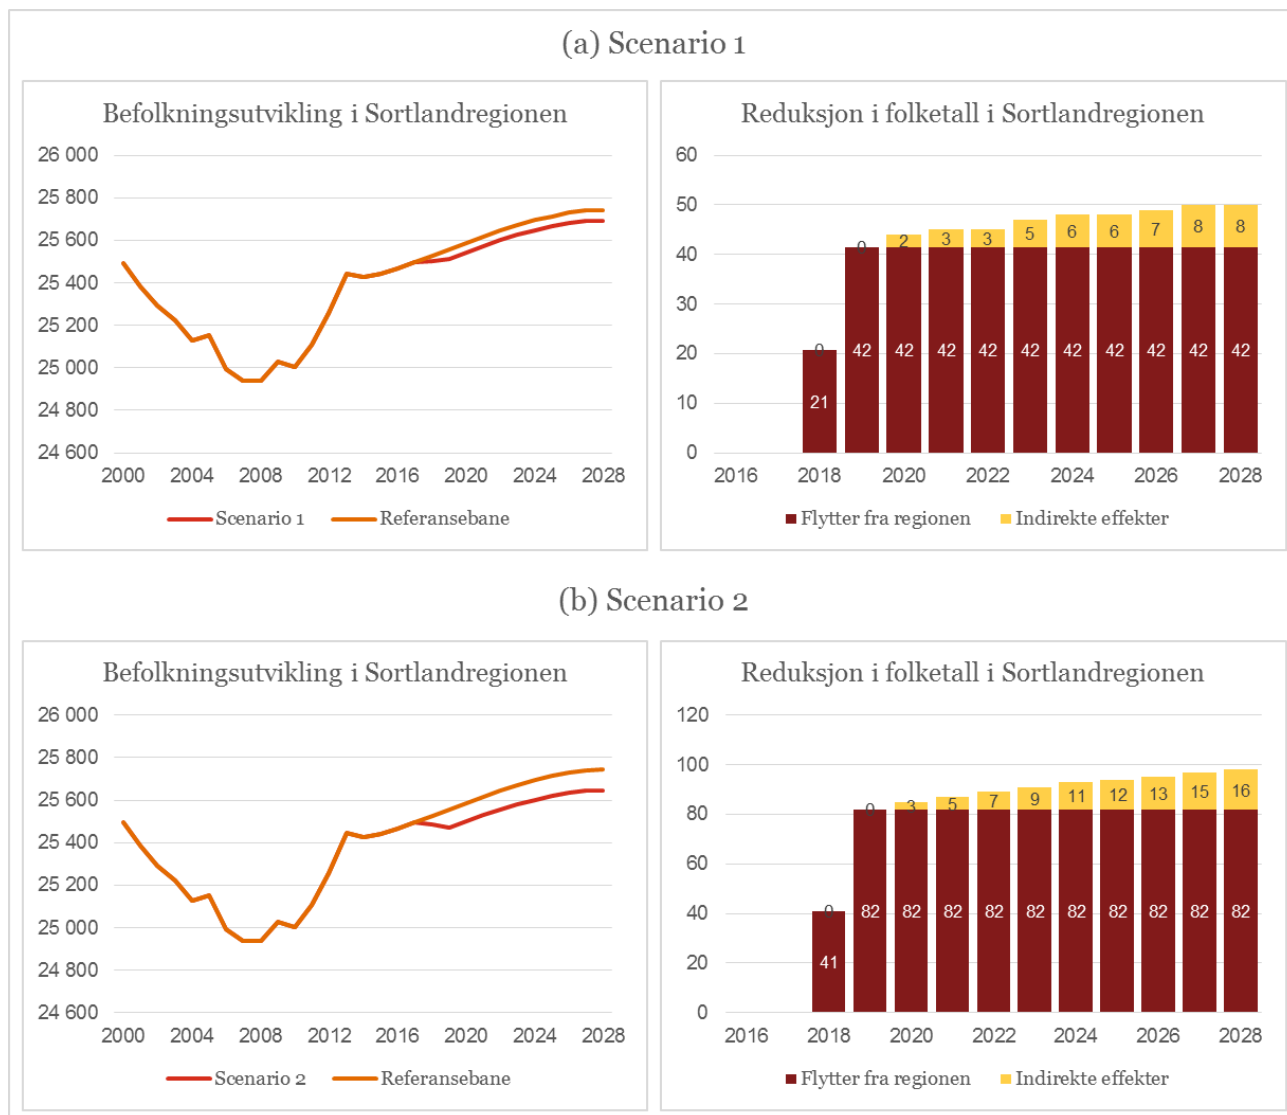 (a) Scenario 1
Befolkningsutvikling i Sortlandregionen
26 000
25 800
25 600
25 400
25 200
25 000
24 800
24 600
2000 2004 2008 2012 2016 2020 2024 2028
Scenario 1 Referansebane
Reduksjon i folketall i Sortlandregionen
60
50
40
30
20
10
0
0 0 2 3 3 5 6 6 7 8 8
21 42 42 42 42 42 42 42 42 42 42
2016 2018 2020 2022 2024 2026 2028
Flytter fra regionen Indirekte effekter
(b) Scenario 2
Befolkningsutvikling i Sortlandregionen
26 000
25 800
25 600
25 400
25 200
25 000
24 800
24 600
2000 2004 2008 2012 2016 2020 2024 2028
Scenario 2 Referansebane
Reduksjon i folketall i Sortlandregionen
120
100
80
60
40
20
0
0 0 3 5 7 9 11 12 13 15 16
41 82 82 82 82 82 82 82 82 82 82
2016 2018 2020 2022 2024 2026 2028
Flytter fra regionen Indirekte effekter